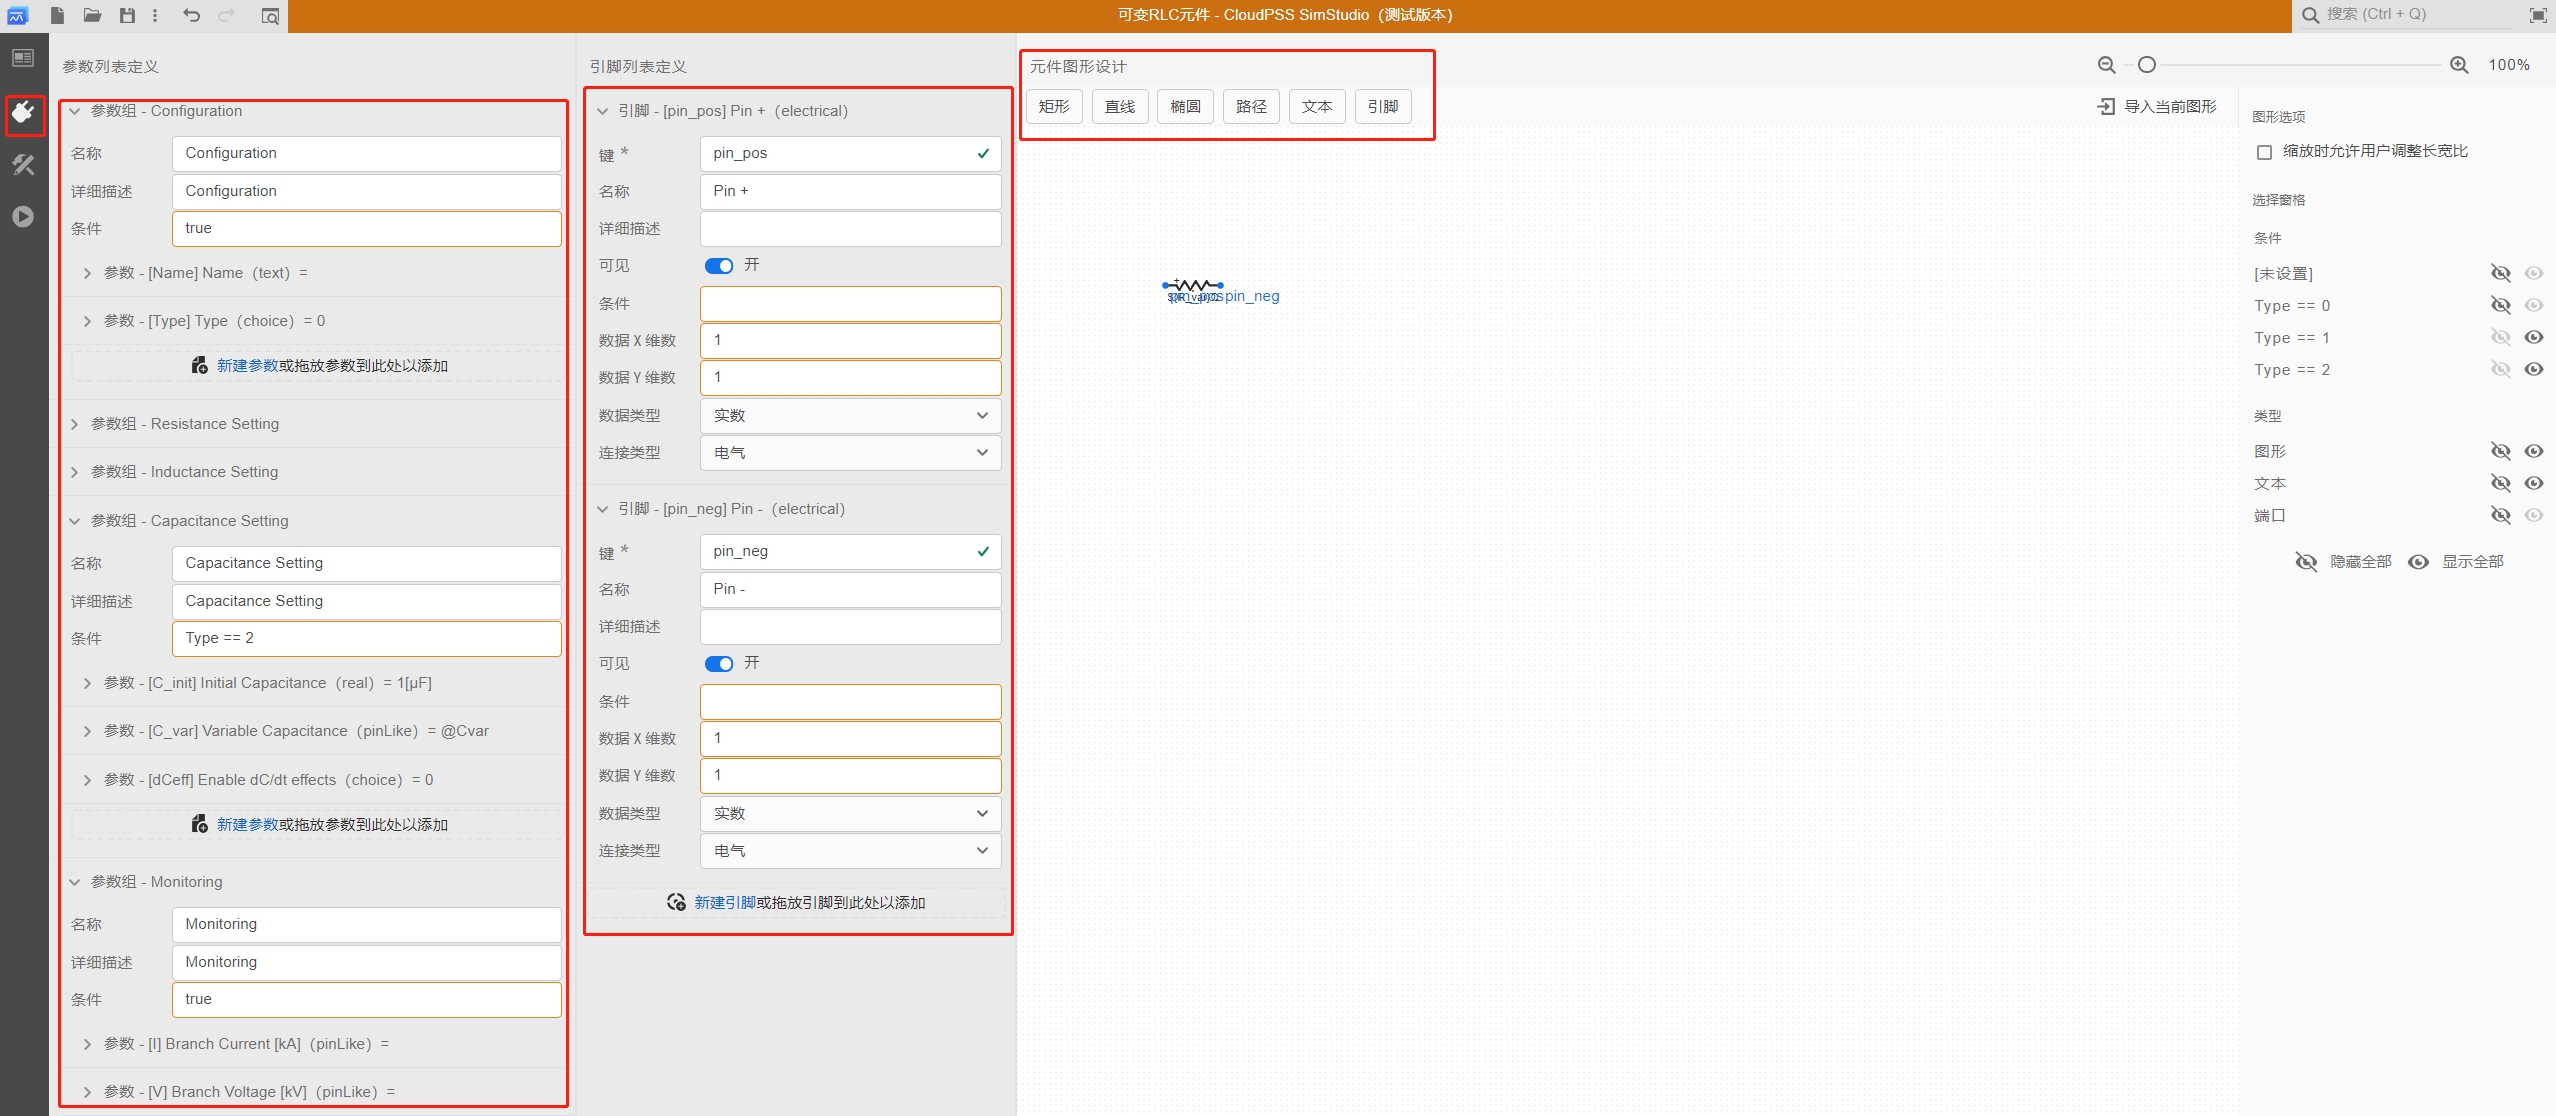 可变RLC元件 - CloudPSS SimStudio（测试版本）
搜索 (Ctrl + Q)
参数列表定义
参数组 - Configuration
名称 Configuration
详细描述 Configuration
条件 true
参数 - [Name] Name（text）=
参数 - [Type] Type（choice）= 0
新建参数或拖放参数到此处以添加
参数组 - Resistance Setting
参数组 - Inductance Setting
参数组 - Capacitance Setting
名称 Capacitance Setting
详细描述 Capacitance Setting
条件 Type == 2
参数 - [C_init] Initial Capacitance（real）= 1[μF]
参数 - [C_var] Variable Capacitance（pinLike）= @Cvar
参数 - [dCeff] Enable dC/dt effects（choice）= 0
新建参数或拖放参数到此处以添加
参数组 - Monitoring
名称 Monitoring
详细描述 Monitoring
条件 true
参数 - [I] Branch Current [kA]（pinLike）=
参数 - [V] Branch Voltage [kV]（pinLike）=
引脚列表定义
引脚 - [pin_pos] Pin +（electrical）
键 * pin_pos
名称 Pin +
详细描述
可见 开
条件
数据 X 维数 1
数据 Y 维数 1
数据类型 实数
连接类型 电气
引脚 - [pin_neg] Pin -（electrical）
键 * pin_neg
名称 Pin -
详细描述
可见 开
条件
数据 X 维数 1
数据 Y 维数 1
数据类型 实数
连接类型 电气
新建引脚或拖放引脚到此处以添加
元件图形设计
矩形 直线 椭圆 路径 文本 引脚
100%
导入当前图形
pin_neg
图形选项
缩放时允许用户调整长宽比
选择窗格
条件
[未设置]
Type == 0
Type == 1
Type == 2
类型
图形
文本
端口
隐藏全部 显示全部